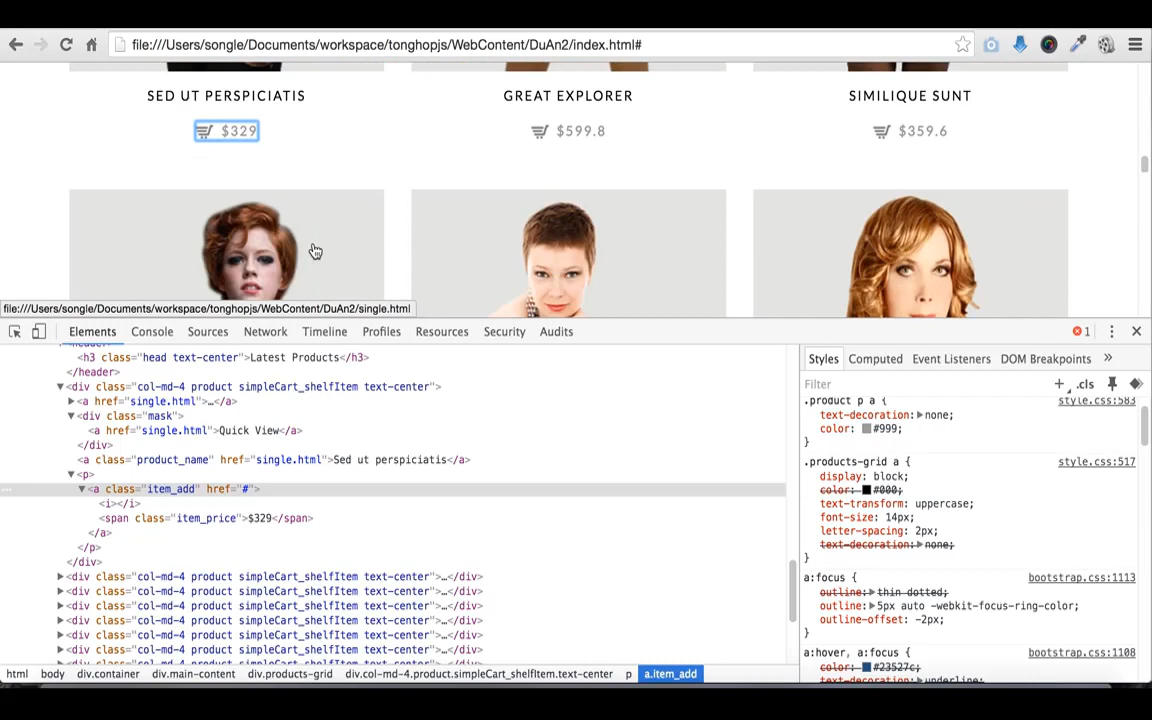 file:///Users/songle/Documents/workspace/tonghopjs/WebContent/DuAn2/index.html#
SED UT PERSPICIATIS
GREAT EXPLORER
SIMILIQUE SUNT
$329
$599.8
$359.6
file:///Users/songle/Documents/workspace/tonghopjs/WebContent/DuAn2/single.html
Elements Console Sources Network Timeline Profiles Resources Security Audits
1
<h3 class="head text-center">Latest Products</h3>
</header>
<div class="col-md-4 product simpleCart_shelfItem text-center">
<a href="single.html">…</a>
<div class="mask">
<a href="single.html">Quick View</a>
</div>
<a class="product_name" href="single.html">Sed ut perspiciatis</a>
<p>
<a class="item_add" href="#">
<i></i>
<span class="item_price">$329</span>
</a>
</p>
</div>
<div class="col-md-4 product simpleCart_shelfItem text-center">…</div>
<div class="col-md-4 product simpleCart_shelfItem text-center">…</div>
<div class="col-md-4 product simpleCart_shelfItem text-center">…</div>
<div class="col-md-4 product simpleCart_shelfItem text-center">…</div>
<div class="col-md-4 product simpleCart_shelfItem text-center">…</div>
<div class="col-md-4 product simpleCart_shelfItem text-center">…</div>
html body div.container div.main-content div.products-grid div.col-md-4.product.simpleCart_shelfItem.text-center p a.item_add
Styles Computed Event Listeners DOM Breakpoints »
Filter
+ .cls
.product p a { style.css:583
text-decoration: none;
color: #999;
}
.products-grid a { style.css:517
display: block;
color: #000;
text-transform: uppercase;
font-size: 14px;
letter-spacing: 2px;
text-decoration: none;
}
a:focus { bootstrap.css:1113
outline: thin dotted;
outline: 5px auto -webkit-focus-ring-color;
outline-offset: -2px;
}
a:hover, a:focus { bootstrap.css:1108
color: #23527c;
text-decoration: underline;